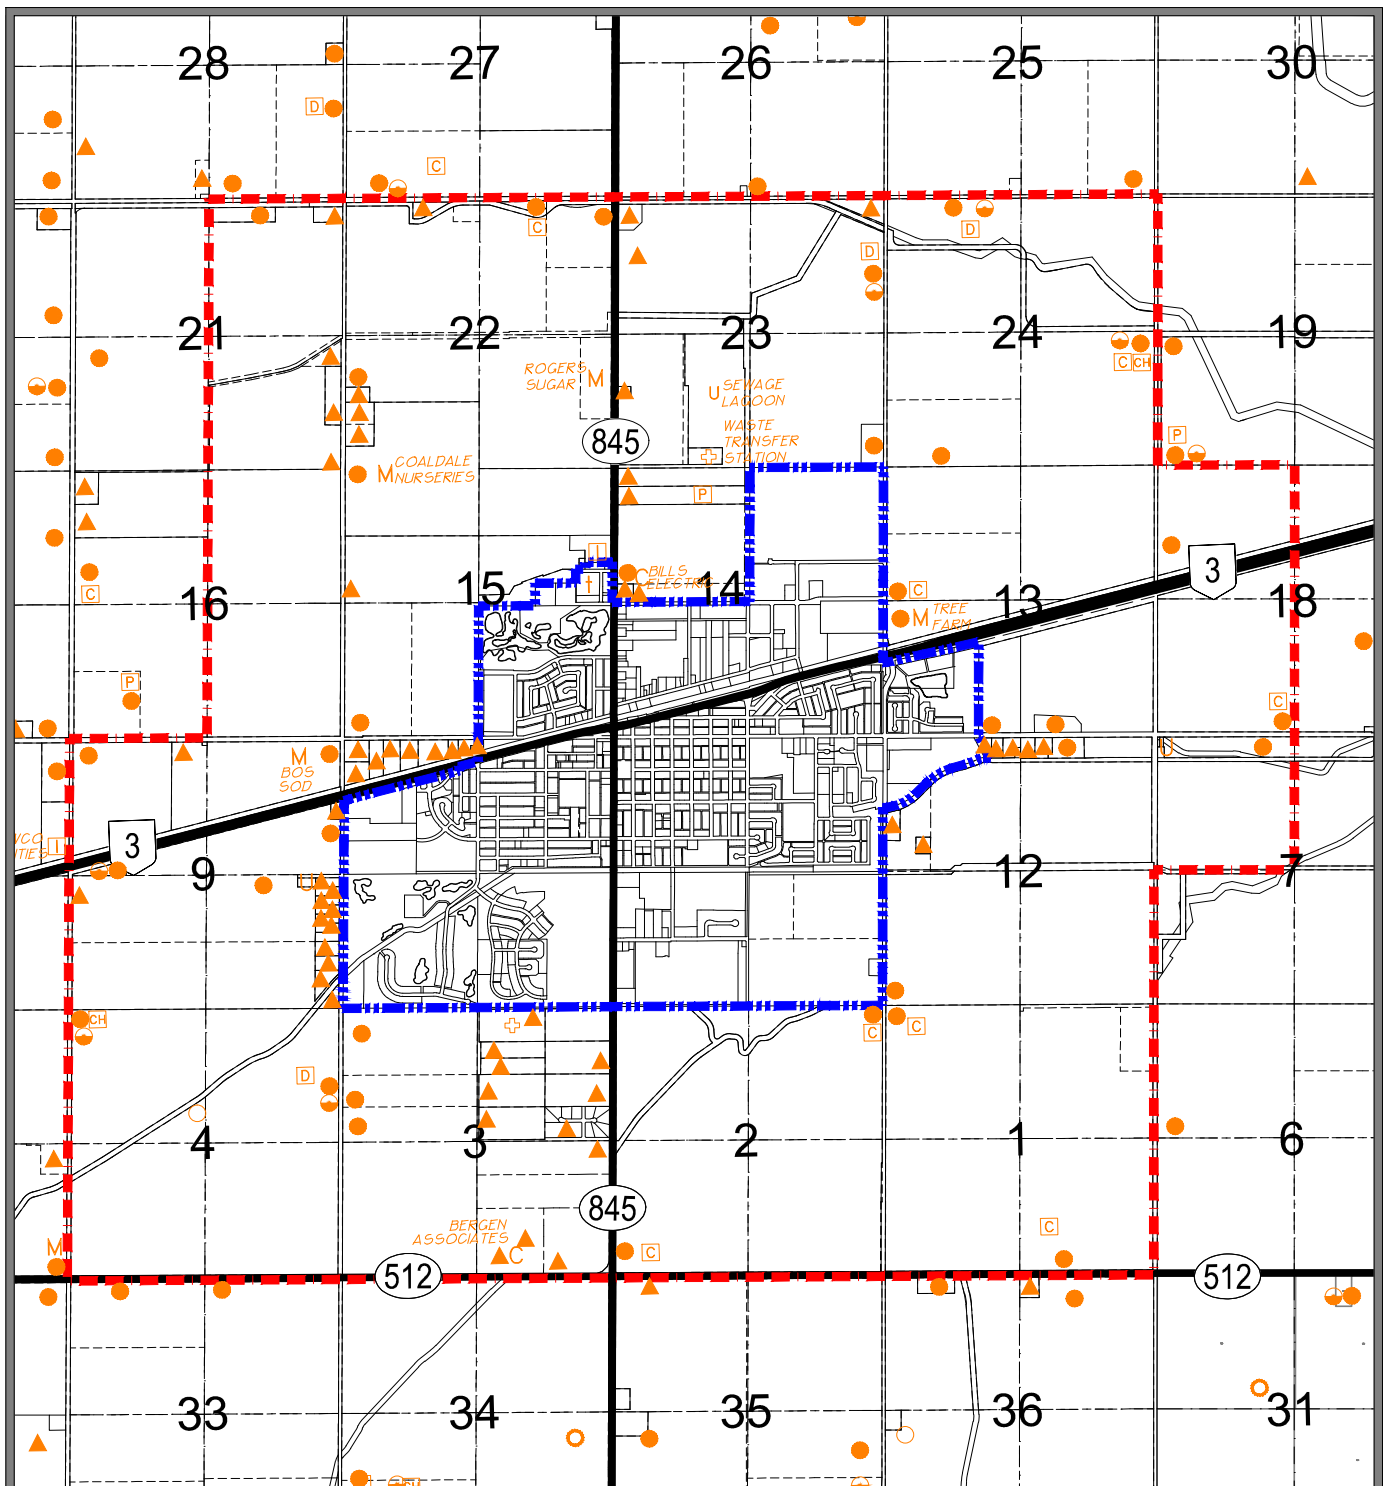 28 27 26 25 30
D
C
C D
D
21 22 23 24 19
C CH
ROGERS
SUGAR M
U SEWAGE
LAGOON
WASTE
TRANSFER
STATION
845
P
COALDALE
M NURSERIES
P
I
C BILLS
ELECTRIC
3
C
C
16 15 14 13 18
M TREE
FARM
P
C
M
BOS
SOD
U
3
I
9 12 7
U
CH
C C
D
4 3 2 1 6
845
BERGEN
ASSOCIATES C
C C
M
512 512
33 34 35 36 31